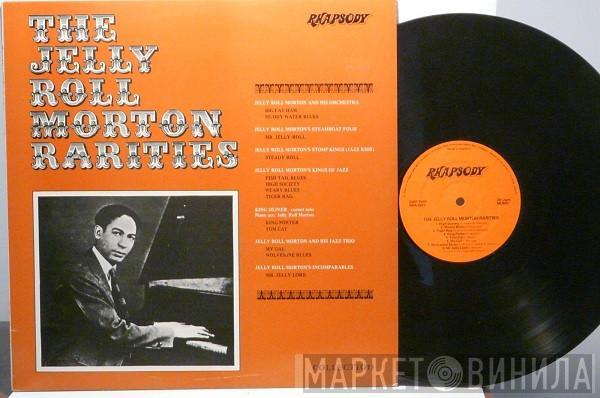 THE
JELLY
ROLL
MORTON
RARITIES
RHAPSODY
JELLY ROLL MORTON AND HIS ORCHESTRA
BIG FAT HAM
MUDDY WATER BLUES
JELLY ROLL MORTON'S STEAMBOAT FOUR
MR. JELLY ROLL
JELLY ROLL MORTON'S STOMP KINGS (JAZZ KIDS)
STEADY ROLL
JELLY ROLL MORTON'S KINGS OF JAZZ
FISH TAIL BLUES
HIGH SOCIETY
WEARY BLUES
TIGER RAG
KING OLIVER - cornet solo
Piano acc. Jelly Roll Morton
KING PORTER
TOM CAT
JELLY ROLL MORTON AND HIS JAZZ TRIO
MY GAL
WOLVERINE BLUES
JELLY ROLL MORTON'S INCOMPARABLES
MR. JELLY LORD
COLLECTION
RHAPSODY
THE JELLY ROLL MORTON RARITIES
МАРКЕТ ВИНИЛА